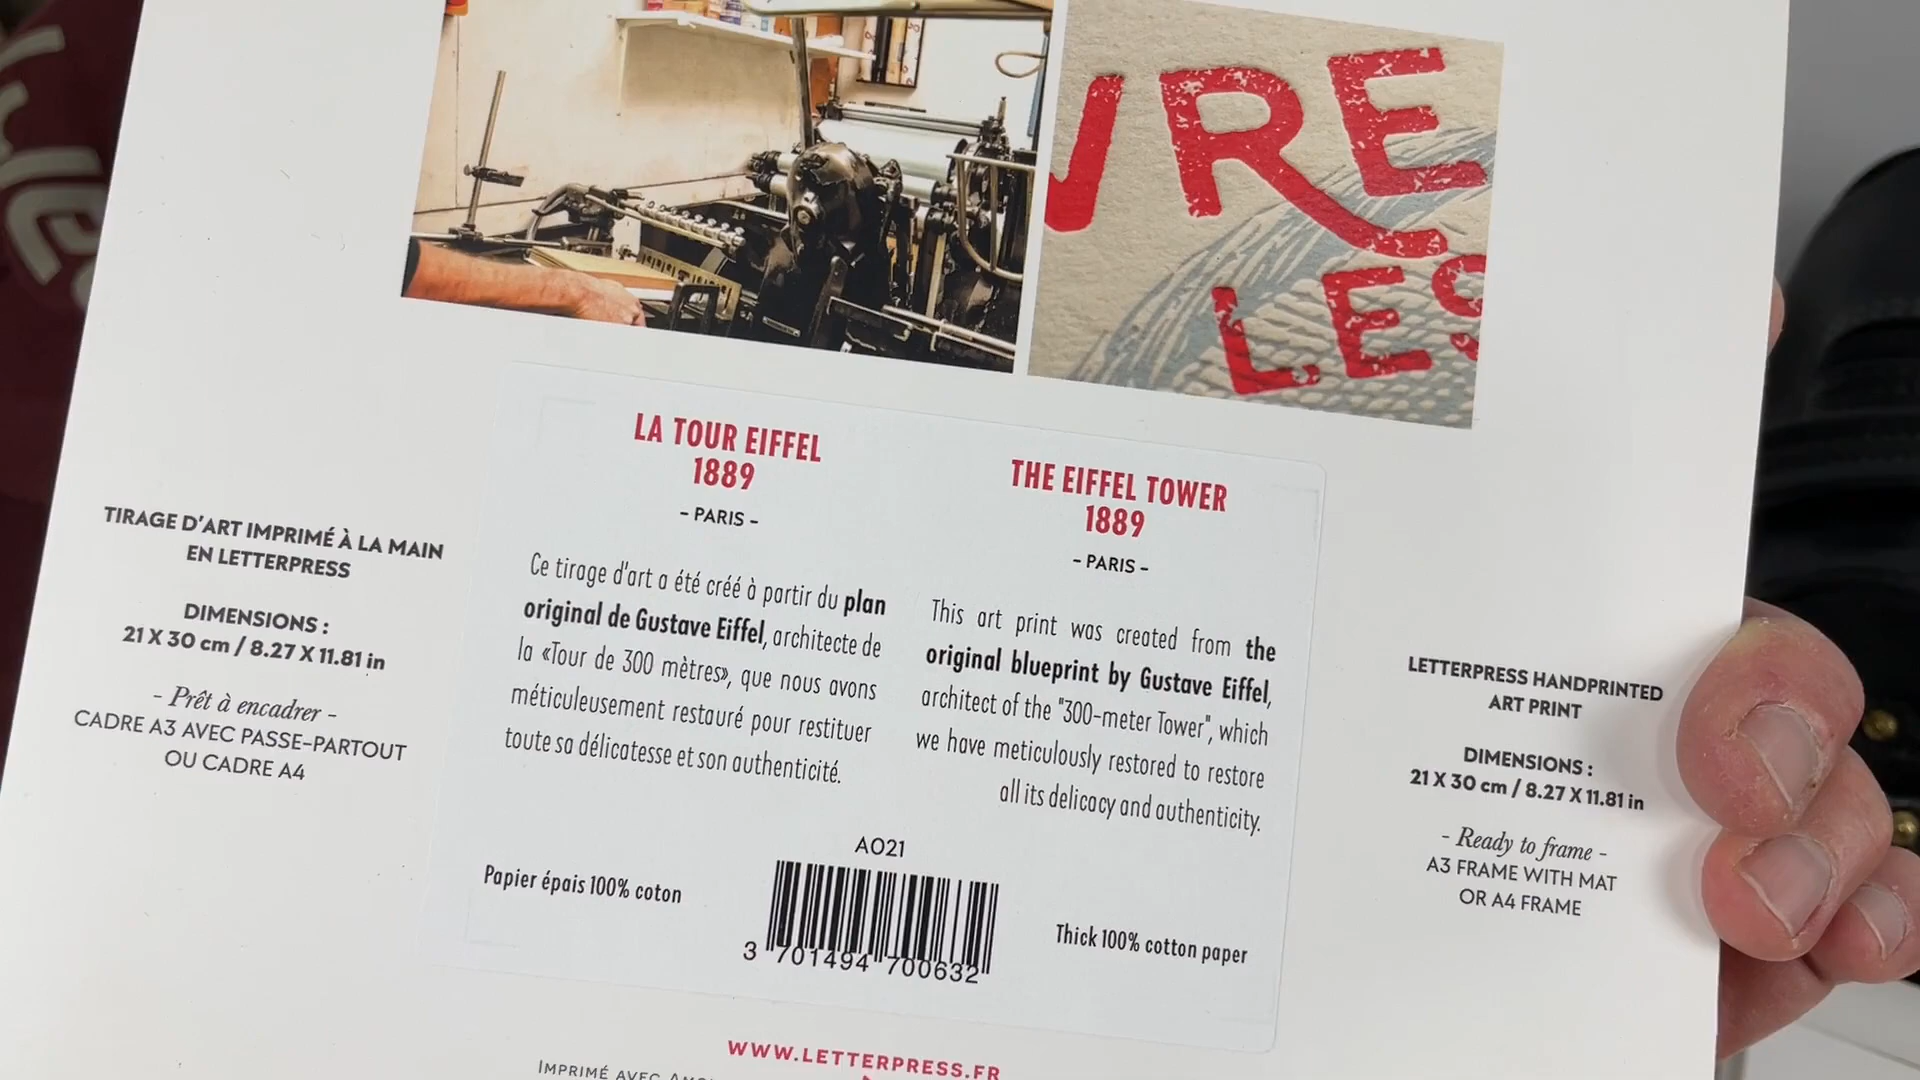 VRE
LES
LA TOUR EIFFEL
1889
- PARIS -
Ce tirage d'art a été créé à partir du plan
original de Gustave Eiffel, architecte de
la «Tour de 300 mètres», que nous avons
méticuleusement restauré pour restituer
toute sa délicatesse et son authenticité.
THE EIFFEL TOWER
1889
- PARIS -
This art print was created from the
original blueprint by Gustave Eiffel,
architect of the "300-meter Tower", which
we have meticulously restored to restore
all its delicacy and authenticity.
TIRAGE D'ART IMPRIMÉ À LA MAIN
EN LETTERPRESS
DIMENSIONS :
21 X 30 cm / 8.27 X 11.81 in
- Prêt à encadrer -
CADRE A3 AVEC PASSE-PARTOUT
OU CADRE A4
LETTERPRESS HANDPRINTED
ART PRINT
DIMENSIONS :
21 X 30 cm / 8.27 X 11.81 in
- Ready to frame -
A3 FRAME WITH MAT
OR A4 FRAME
Papier épais 100% coton
A021
3 701494 700632
Thick 100% cotton paper
WWW.LETTERPRESS.FR
IMPRIMÉ AVEC